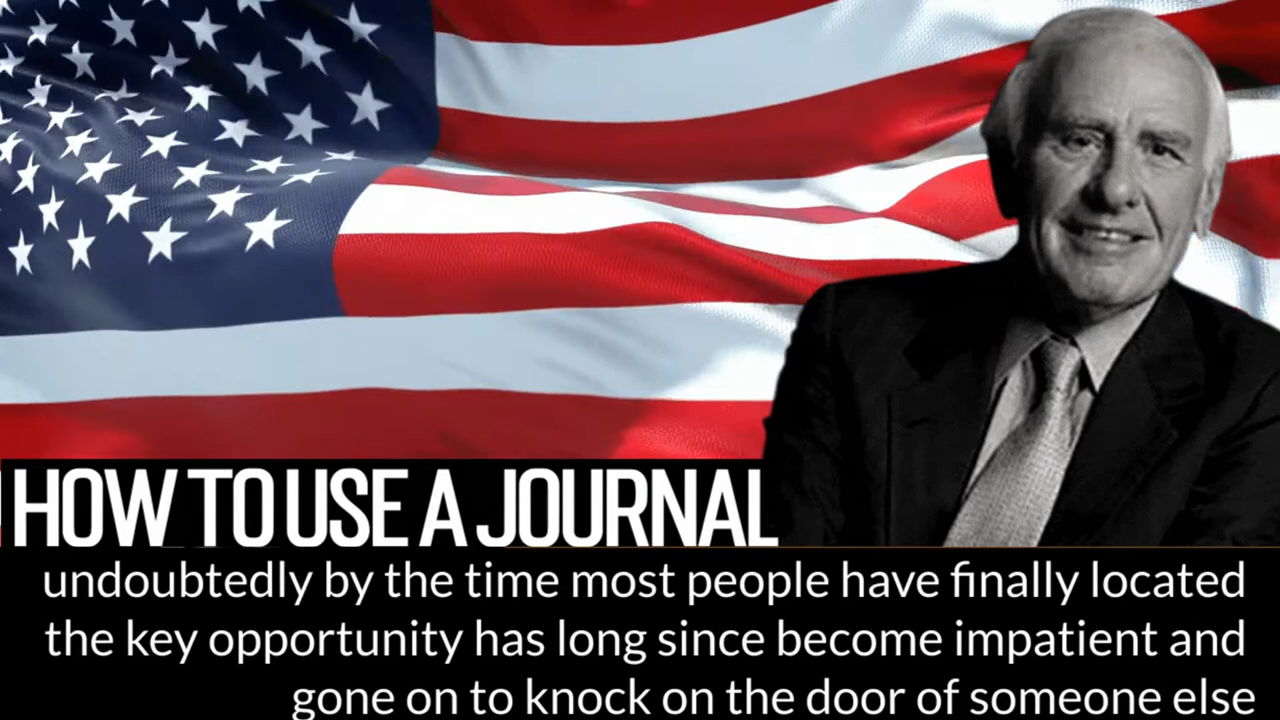 HOW TO USE A JOURNAL
undoubtedly by the time most people have finally located
the key opportunity has long since become impatient and
gone on to knock on the door of someone else